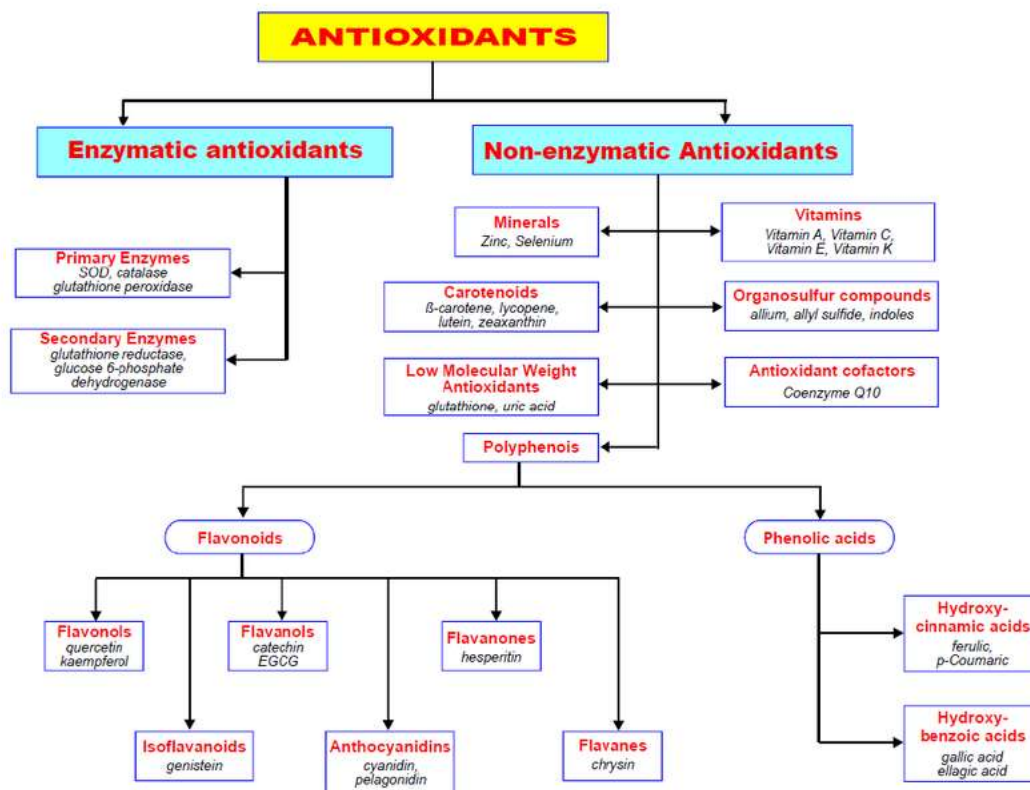 ANTIOXIDANTS
Enzymatic antioxidants
Non-enzymatic Antioxidants
Minerals
Zinc, Selenium
Vitamins
Vitamin A, Vitamin C,
Vitamin E, Vitamin K
Primary Enzymes
SOD, catalase
glutathione peroxidase
Carotenoids
ß-carotene, lycopene,
lutein, zeaxanthin
Organosulfur compounds
allium, allyl sulfide, indoles
Secondary Enzymes
glutathione reductase,
glucose 6-phosphate
dehydrogenase
Low Molecular Weight
Antioxidants
glutathione, uric acid
Antioxidant cofactors
Coenzyme Q10
Polyphenois
Flavonoids
Phenolic acids
Flavonols
quercetin
kaempferol
Flavanols
catechin
EGCG
Flavanones
hesperitin
Hydroxy-
cinnamic acids
ferulic,
p-Coumaric
Isoflavanoids
genistein
Anthocyanidins
cyanidin,
pelagonidin
Flavanes
chrysin
Hydroxy-
benzoic acids
gallic acid
ellagic acid